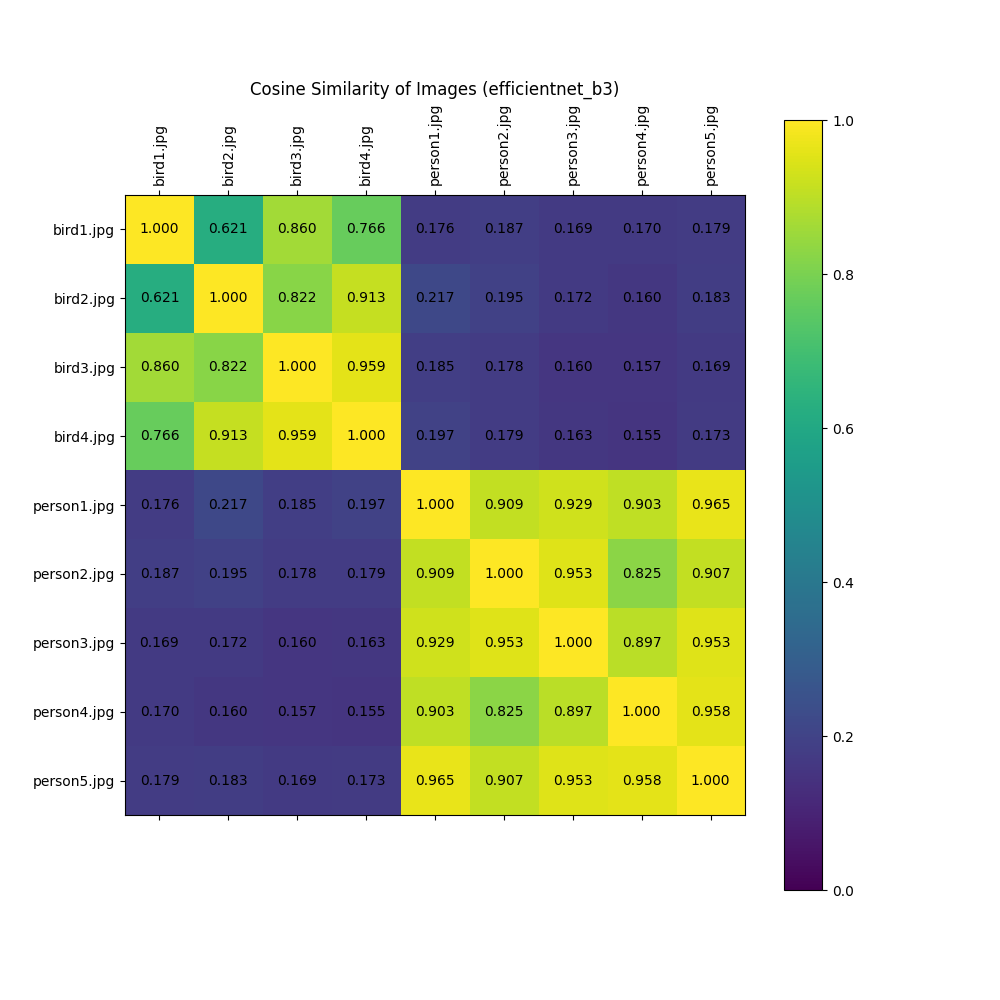 Cosine Similarity of Images (efficientnet_b3)
bird1.jpg bird2.jpg bird3.jpg bird4.jpg person1.jpg person2.jpg person3.jpg person4.jpg person5.jpg
bird1.jpg 1.000 0.621 0.860 0.766 0.176 0.187 0.169 0.170 0.179
bird2.jpg 0.621 1.000 0.822 0.913 0.217 0.195 0.172 0.160 0.183
bird3.jpg 0.860 0.822 1.000 0.959 0.185 0.178 0.160 0.157 0.169
bird4.jpg 0.766 0.913 0.959 1.000 0.197 0.179 0.163 0.155 0.173
person1.jpg 0.176 0.217 0.185 0.197 1.000 0.909 0.929 0.903 0.965
person2.jpg 0.187 0.195 0.178 0.179 0.909 1.000 0.953 0.825 0.907
person3.jpg 0.169 0.172 0.160 0.163 0.929 0.953 1.000 0.897 0.953
person4.jpg 0.170 0.160 0.157 0.155 0.903 0.825 0.897 1.000 0.958
person5.jpg 0.179 0.183 0.169 0.173 0.965 0.907 0.953 0.958 1.000
1.0
0.8
0.6
0.4
0.2
0.0